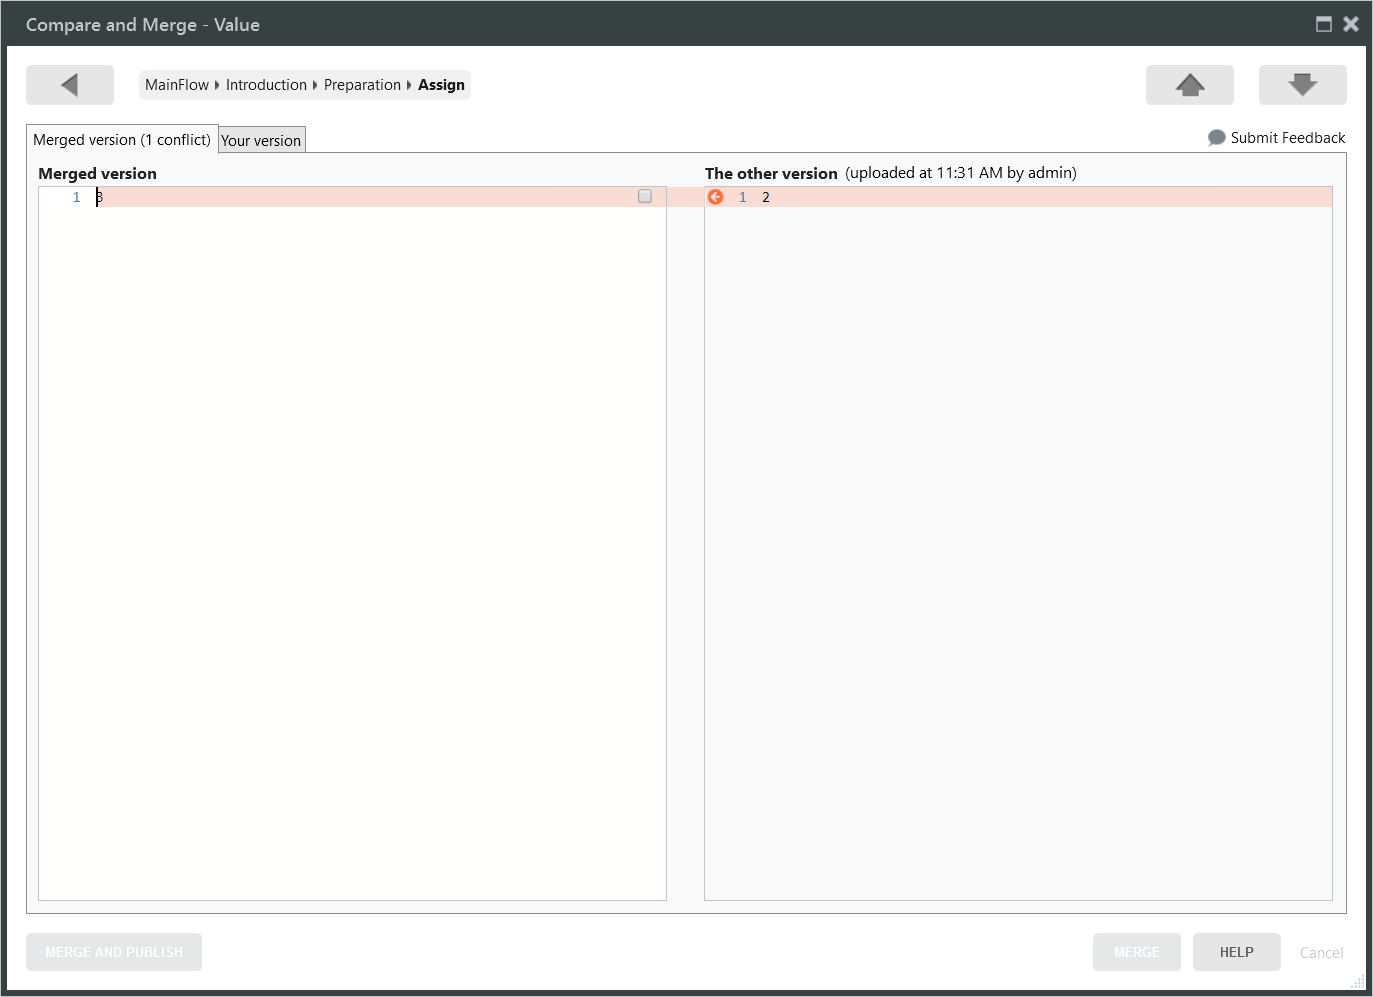 Compare and Merge - Value
MainFlow Introduction Preparation Assign
Merged version (1 conflict) Your version
Submit Feedback
Merged version
The other version (uploaded at 11:31 AM by admin)
1 3
1 2
MERGE AND PUBLISH
MERGE
HELP
Cancel